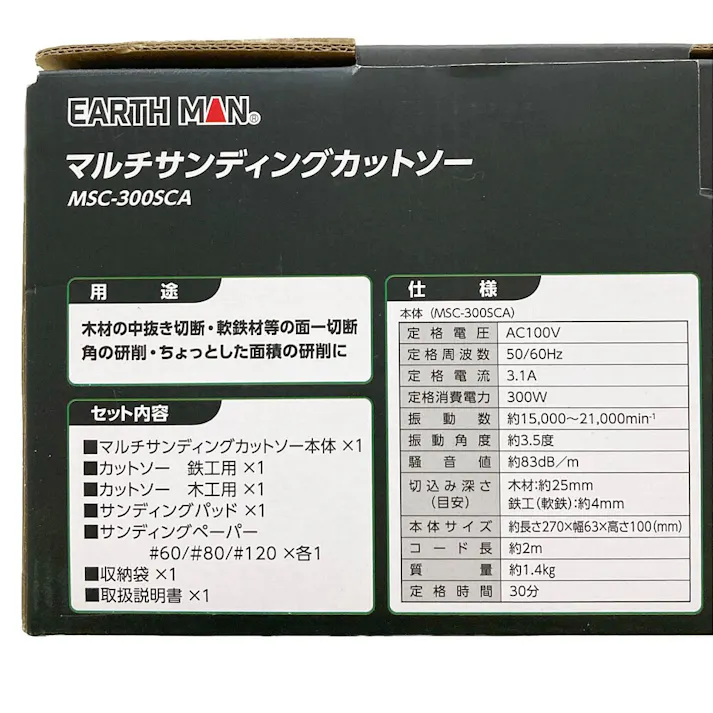 EARTH MAN®
マルチサンディングカットソー
MSC-300SCA
用途
木材の中抜き切断・軟鉄材等の面一切断
角の研削・ちょっとした面積の研削に
セット内容
■マルチサンディングカットソー本体 ×1
■カットソー 鉄工用 ×1
■カットソー 木工用 ×1
■サンディングパッド ×1
■サンディングペーパー
#60/#80/#120 ×各1
■収納袋 ×1
■取扱説明書 ×1
仕様
本体（MSC-300SCA）
定格電圧 AC100V
定格周波数 50/60Hz
定格電流 3.1A
定格消費電力 300W
振動数 約15,000～21,000min-1
振動角度 約3.5度
騒音値 約83dB/m
切込み深さ 木材:約25mm
（目安） 鉄工（軟鉄）:約4mm
本体サイズ 約長さ270×幅63×高さ100(mm)
コード長 約2m
質量 約1.4kg
定格時間 30分